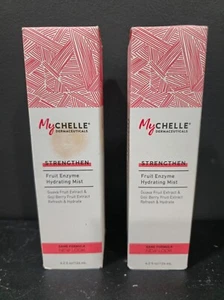 MyCHELLE
DERMACEUTICALS
STRENGTHEN
Fruit Enzyme
Hydrating Mist
Guava Fruit Extract &
Goji Berry Fruit Extract
Refresh & Hydrate
MyCHELLE
DERMACEUTICALS
STRENGTHEN
Fruit Enzyme
Hydrating Mist
Guava Fruit Extract &
Goji Berry Fruit Extract
Refresh & Hydrate